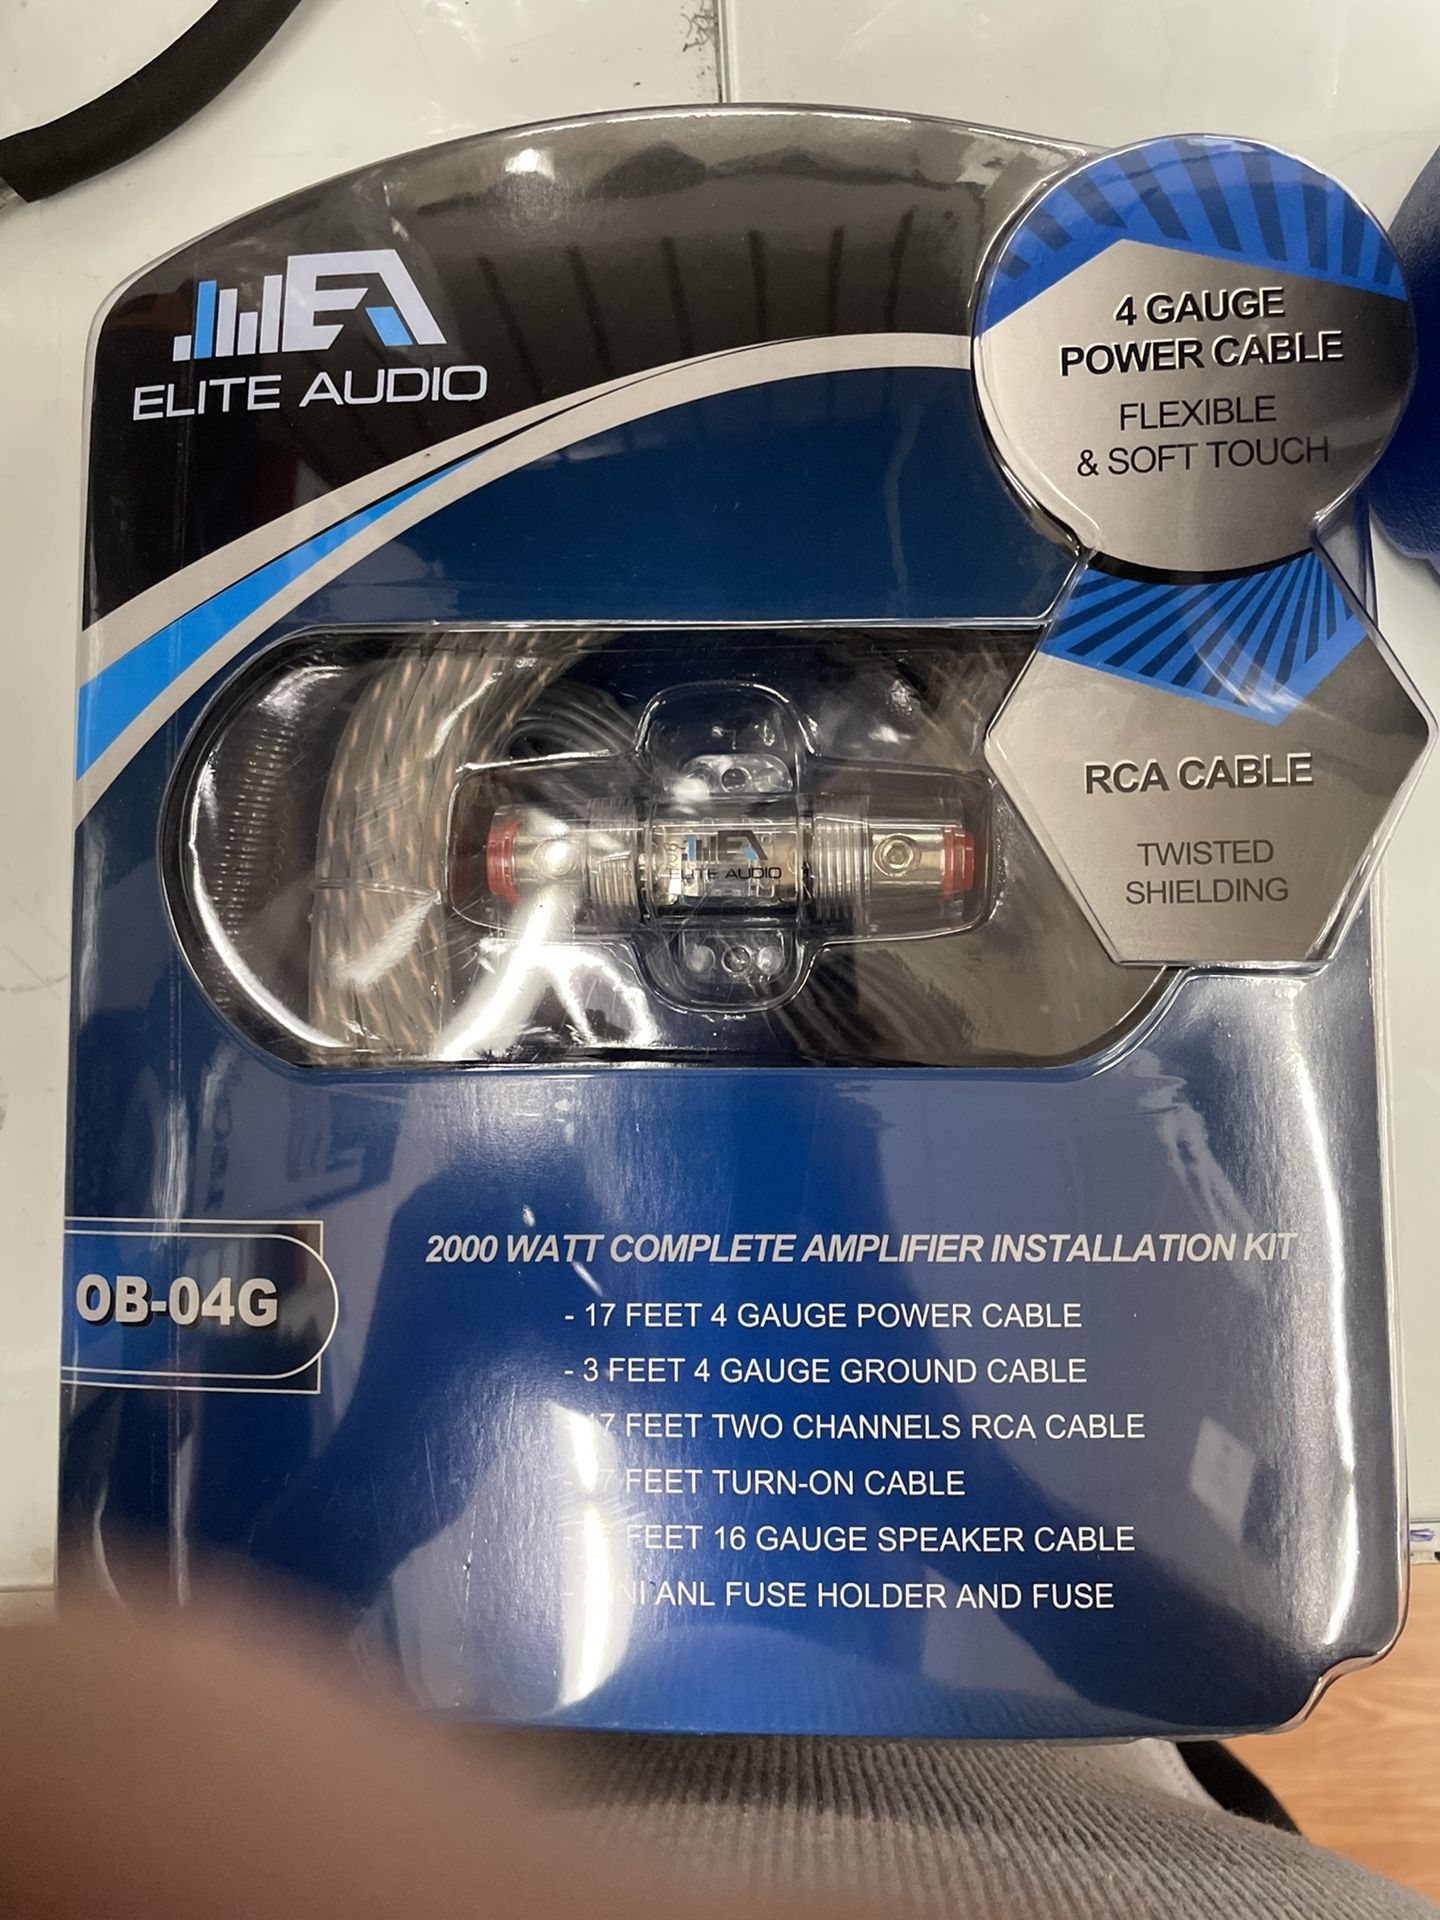 ELITE AUDIO
4 GAUGE
POWER CABLE
FLEXIBLE
& SOFT TOUCH
RCA CABLE
TWISTED
SHIELDING
ELITE AUDIO
OB-04G
2000 WATT COMPLETE AMPLIFIER INSTALLATION KIT
- 17 FEET 4 GAUGE POWER CABLE
- 3 FEET 4 GAUGE GROUND CABLE
FEET TWO CHANNELS RCA CABLE
FEET TURN-ON CABLE
FEET 16 GAUGE SPEAKER CABLE
ANL FUSE HOLDER AND FUSE